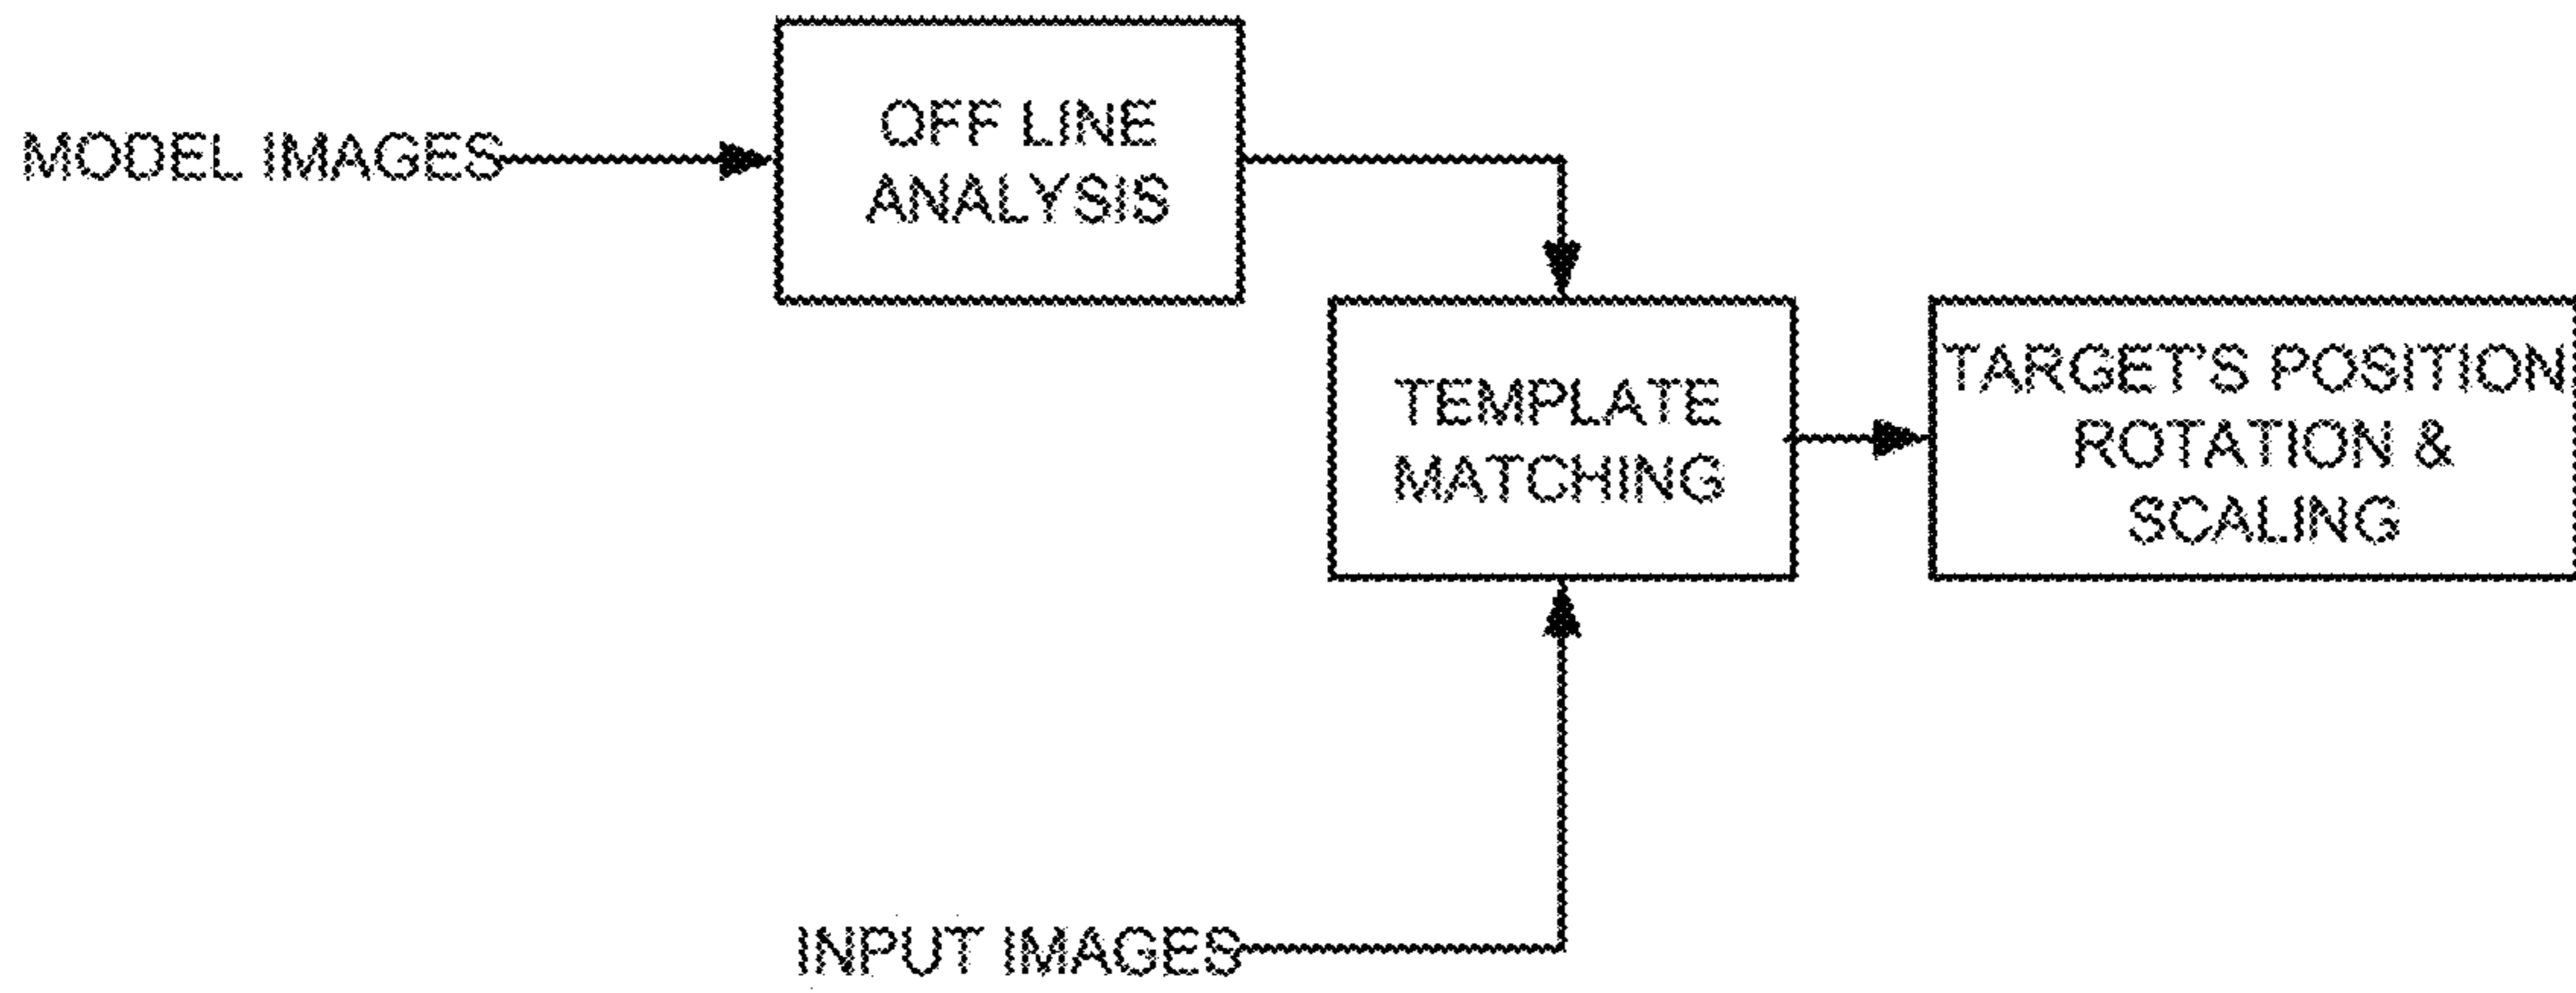 MODEL IMAGES
OFF LINE
ANALYSIS
TEMPLATE
MATCHING
TARGET'S POSITION
ROTATION &
SCALING
INPUT IMAGES